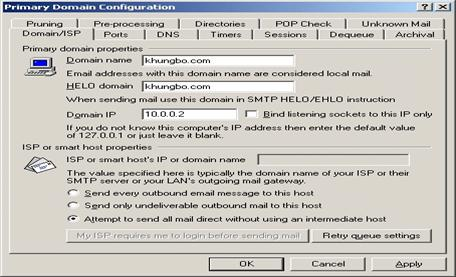 Primary Domain Configuration
Pruning Pre-processing Directories POP Check Unknown Mail
Domain/ISP Ports DNS Timers Sessions Dequeue Archival
Primary domain properties
Domain name khungbo.com
Email addresses with this domain name are considered local mail.
HELO domain khungbo.com
When sending mail use this domain in SMTP HELO/EHLO instruction
Domain IP 10.0.0.2 Bind listening sockets to this IP only
If you do not know this computer's IP address then enter the default value
of 127.0.0.1 or just leave it blank.
ISP or smart host properties
ISP or smart host's IP or domain name
The value specified here is typically the domain name of your ISP or their
SMTP server or your LAN's outgoing mail gateway.
Send every outbound email message to this host
Send only undeliverable outbound mail to this host
Attempt to send all mail direct without using an intermediate host
My ISP requires me to login before sending mail Retry queue settings
OK Cancel Apply